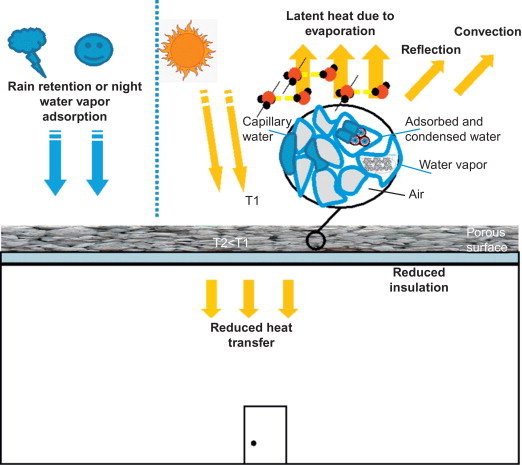 Latent heat due to
evaporation
Convection
Reflection
Rain retention or night
water vapor
adsorption
Capillary
water
Adsorbed and
condensed water
Water vapor
Air
T1
T2<T1
Porous
surface
Reduced
insulation
Reduced heat
transfer